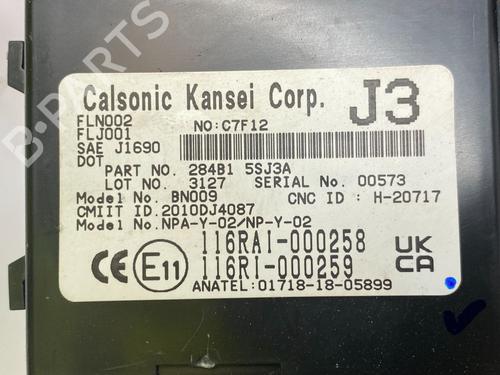 Calsonic Kansei Corp. J3
FLN002 NO:C7F12
FLJ001
SAE J1690
DOT
PART NO. 284B1 5SJ3A
LOT NO. 3127 SERIAL No. 00573
Model No. BN009 CNC ID : H-20717
CMIIT ID.2010DJ4087
Model No.NPA-Y-02/NP-Y-02
CE E11 116RAI-000258 UK
116RI-000259 CA
ANATEL:01718-18-05899
B-PARTS